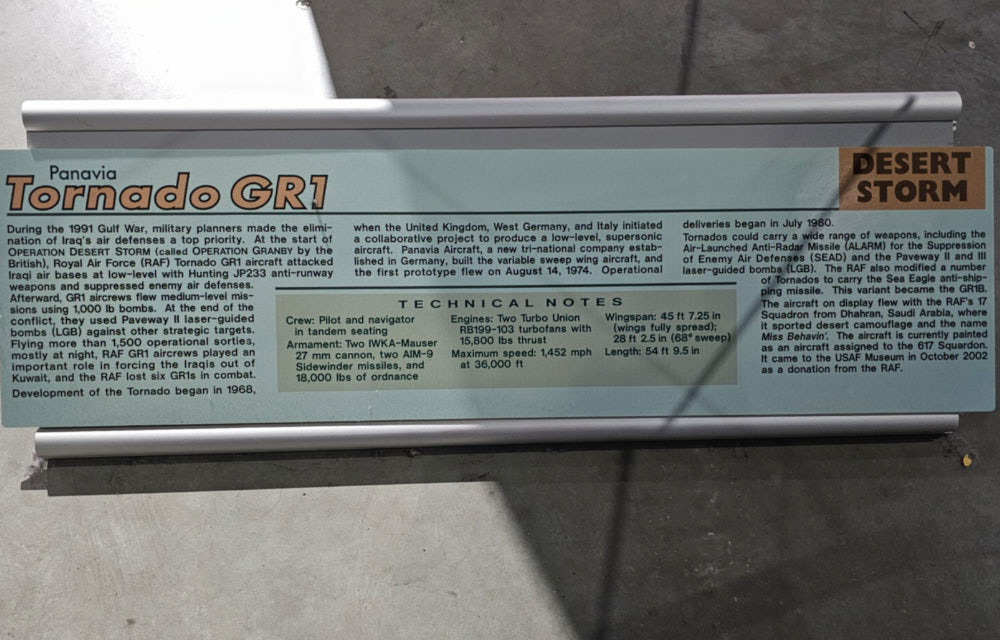 Panavia
Tornado GR1
DESERT
STORM
During the 1991 Gulf War, military planners made the elimi-
nation of Iraq's air defenses a top priority. At the start of
OPERATION DESERT STORM (called OPERATION GRANBY by the
British), Royal Air Force (RAF) Tornado GR1 aircraft attacked
Iraqi air bases at low-level with Hunting JP233 anti-runway
weapons and suppressed enemy air defenses.
Afterward, GR1 aircrews flew medium-level mis-
sions using 1,000 lb bombs. At the end of the
conflict, they used Paveway II laser-guided
bombs (LGB) against other strategic targets.
Flying more than 1,500 operational sorties,
mostly at night, RAF GR1 aircrews played an
important role in forcing the Iraqis out of
Kuwait, and the RAF lost six GR1s in combat.
Development of the Tornado began in 1968,
when the United Kingdom, West Germany, and Italy initiated
a collaborative project to produce a low-level, supersonic
aircraft. Panavia Aircraft, a new tri-national company estab-
lished in Germany, built the variable sweep wing aircraft, and
the first prototype flew on August 14, 1974. Operational
deliveries began in July 1980.
Tornados could carry a wide range of weapons, including the
Air-Launched Anti-Radar Missile (ALARM) for the Suppression
of Enemy Air Defenses (SEAD) and the Paveway II and III
laser-guided bombs (LGB). The RAF also modified a number
of Tornados to carry the Sea Eagle anti-ship-
ping missile. This variant became the GR1B.
The aircraft on display flew with the RAF's 17
Squadron from Dhahran, Saudi Arabia, where
it sported desert camouflage and the name
Miss Behavin'. The aircraft is currently painted
as an aircraft assigned to the 617 Squardon.
It came to the USAF Museum in October 2002
as a donation from the RAF.
TECHNICAL NOTES
Crew: Pilot and navigator
in tandem seating
Armament: Two IWKA-Mauser
27 mm cannon, two AIM-9
Sidewinder missiles, and
18,000 lbs of ordnance
Engines: Two Turbo Union
RB199-103 turbofans with
15,800 lbs thrust
Maximum speed: 1,452 mph
at 36,000 ft
Wingspan: 45 ft 7.25 in
(wings fully spread);
28 ft 2.5 in (68° sweep)
Length: 54 ft 9.5 in